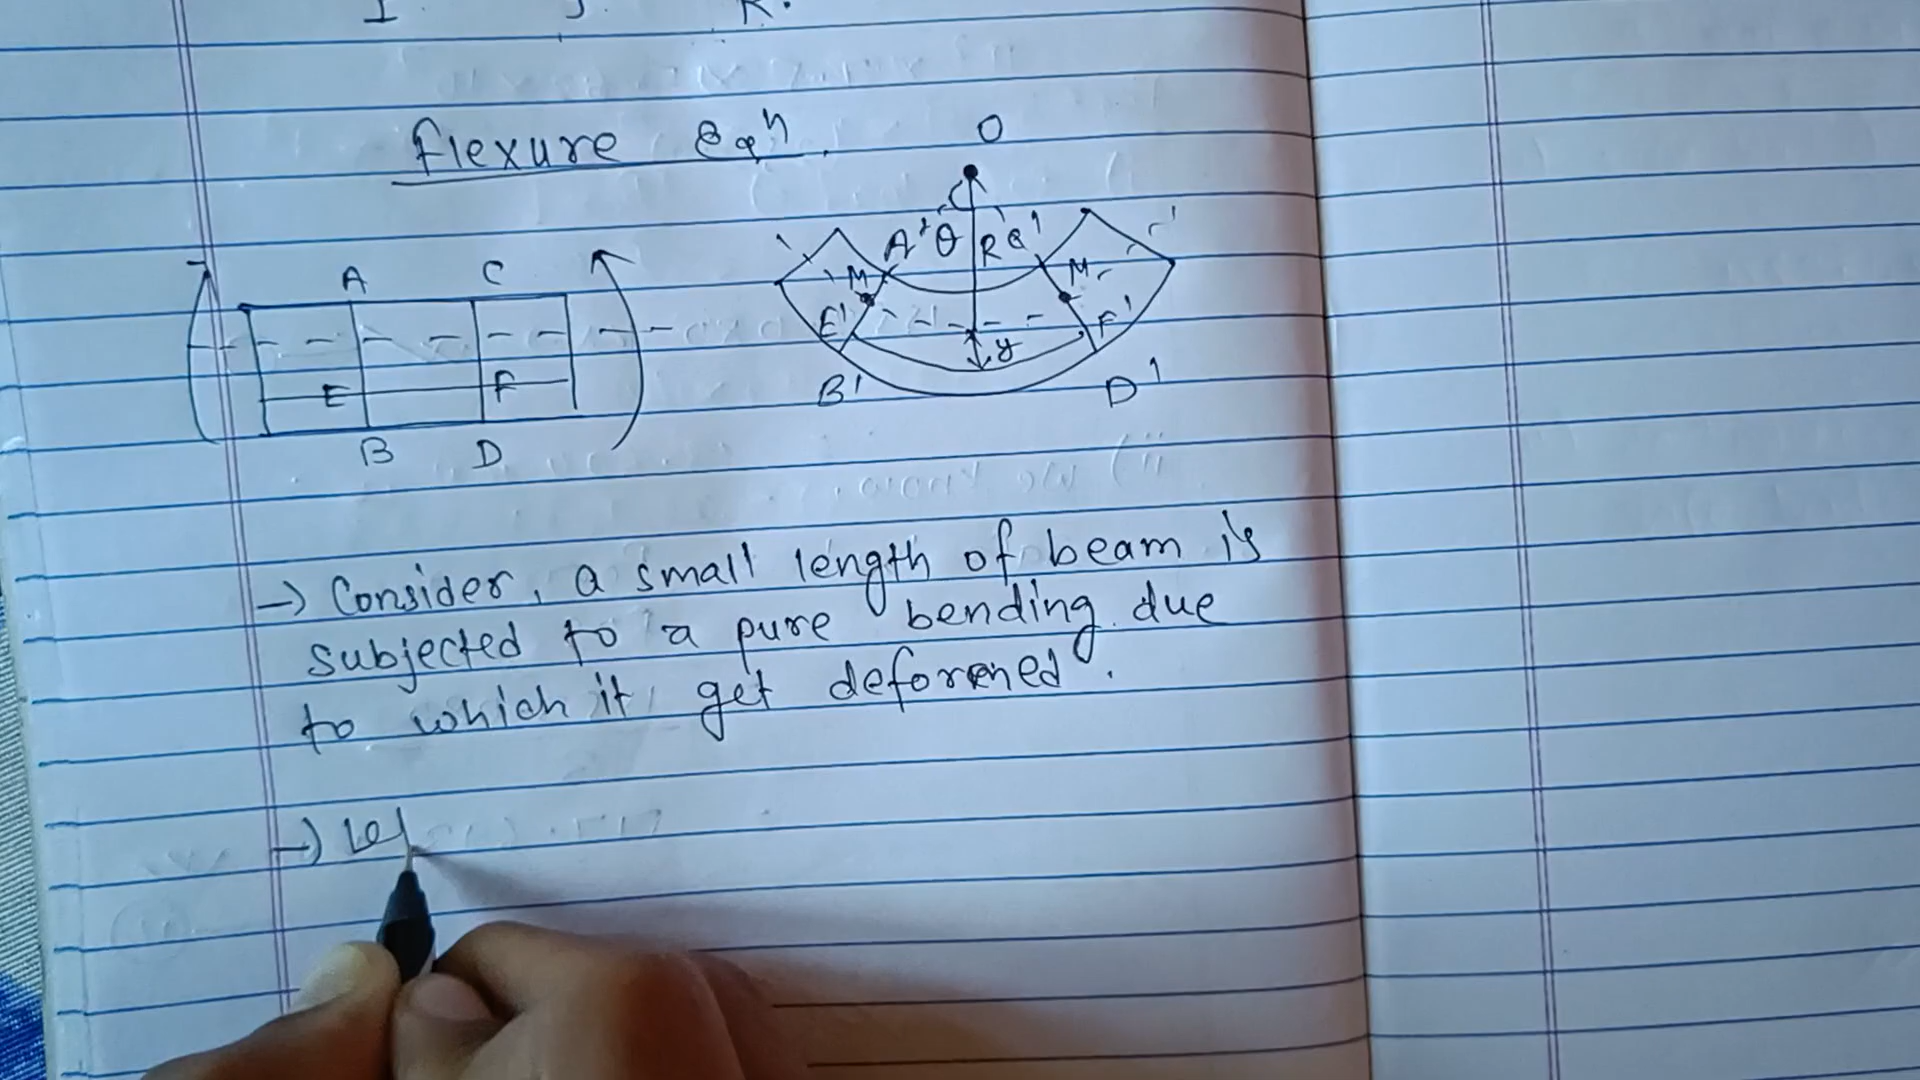 I J R.
flexure eqn.
O
A' θ R C'
A C
M M
E' F'
E F
y
B' D'
B D
→ Consider, a small length of beam is
subjected to a pure bending due
to which it get deformed.
→ Let